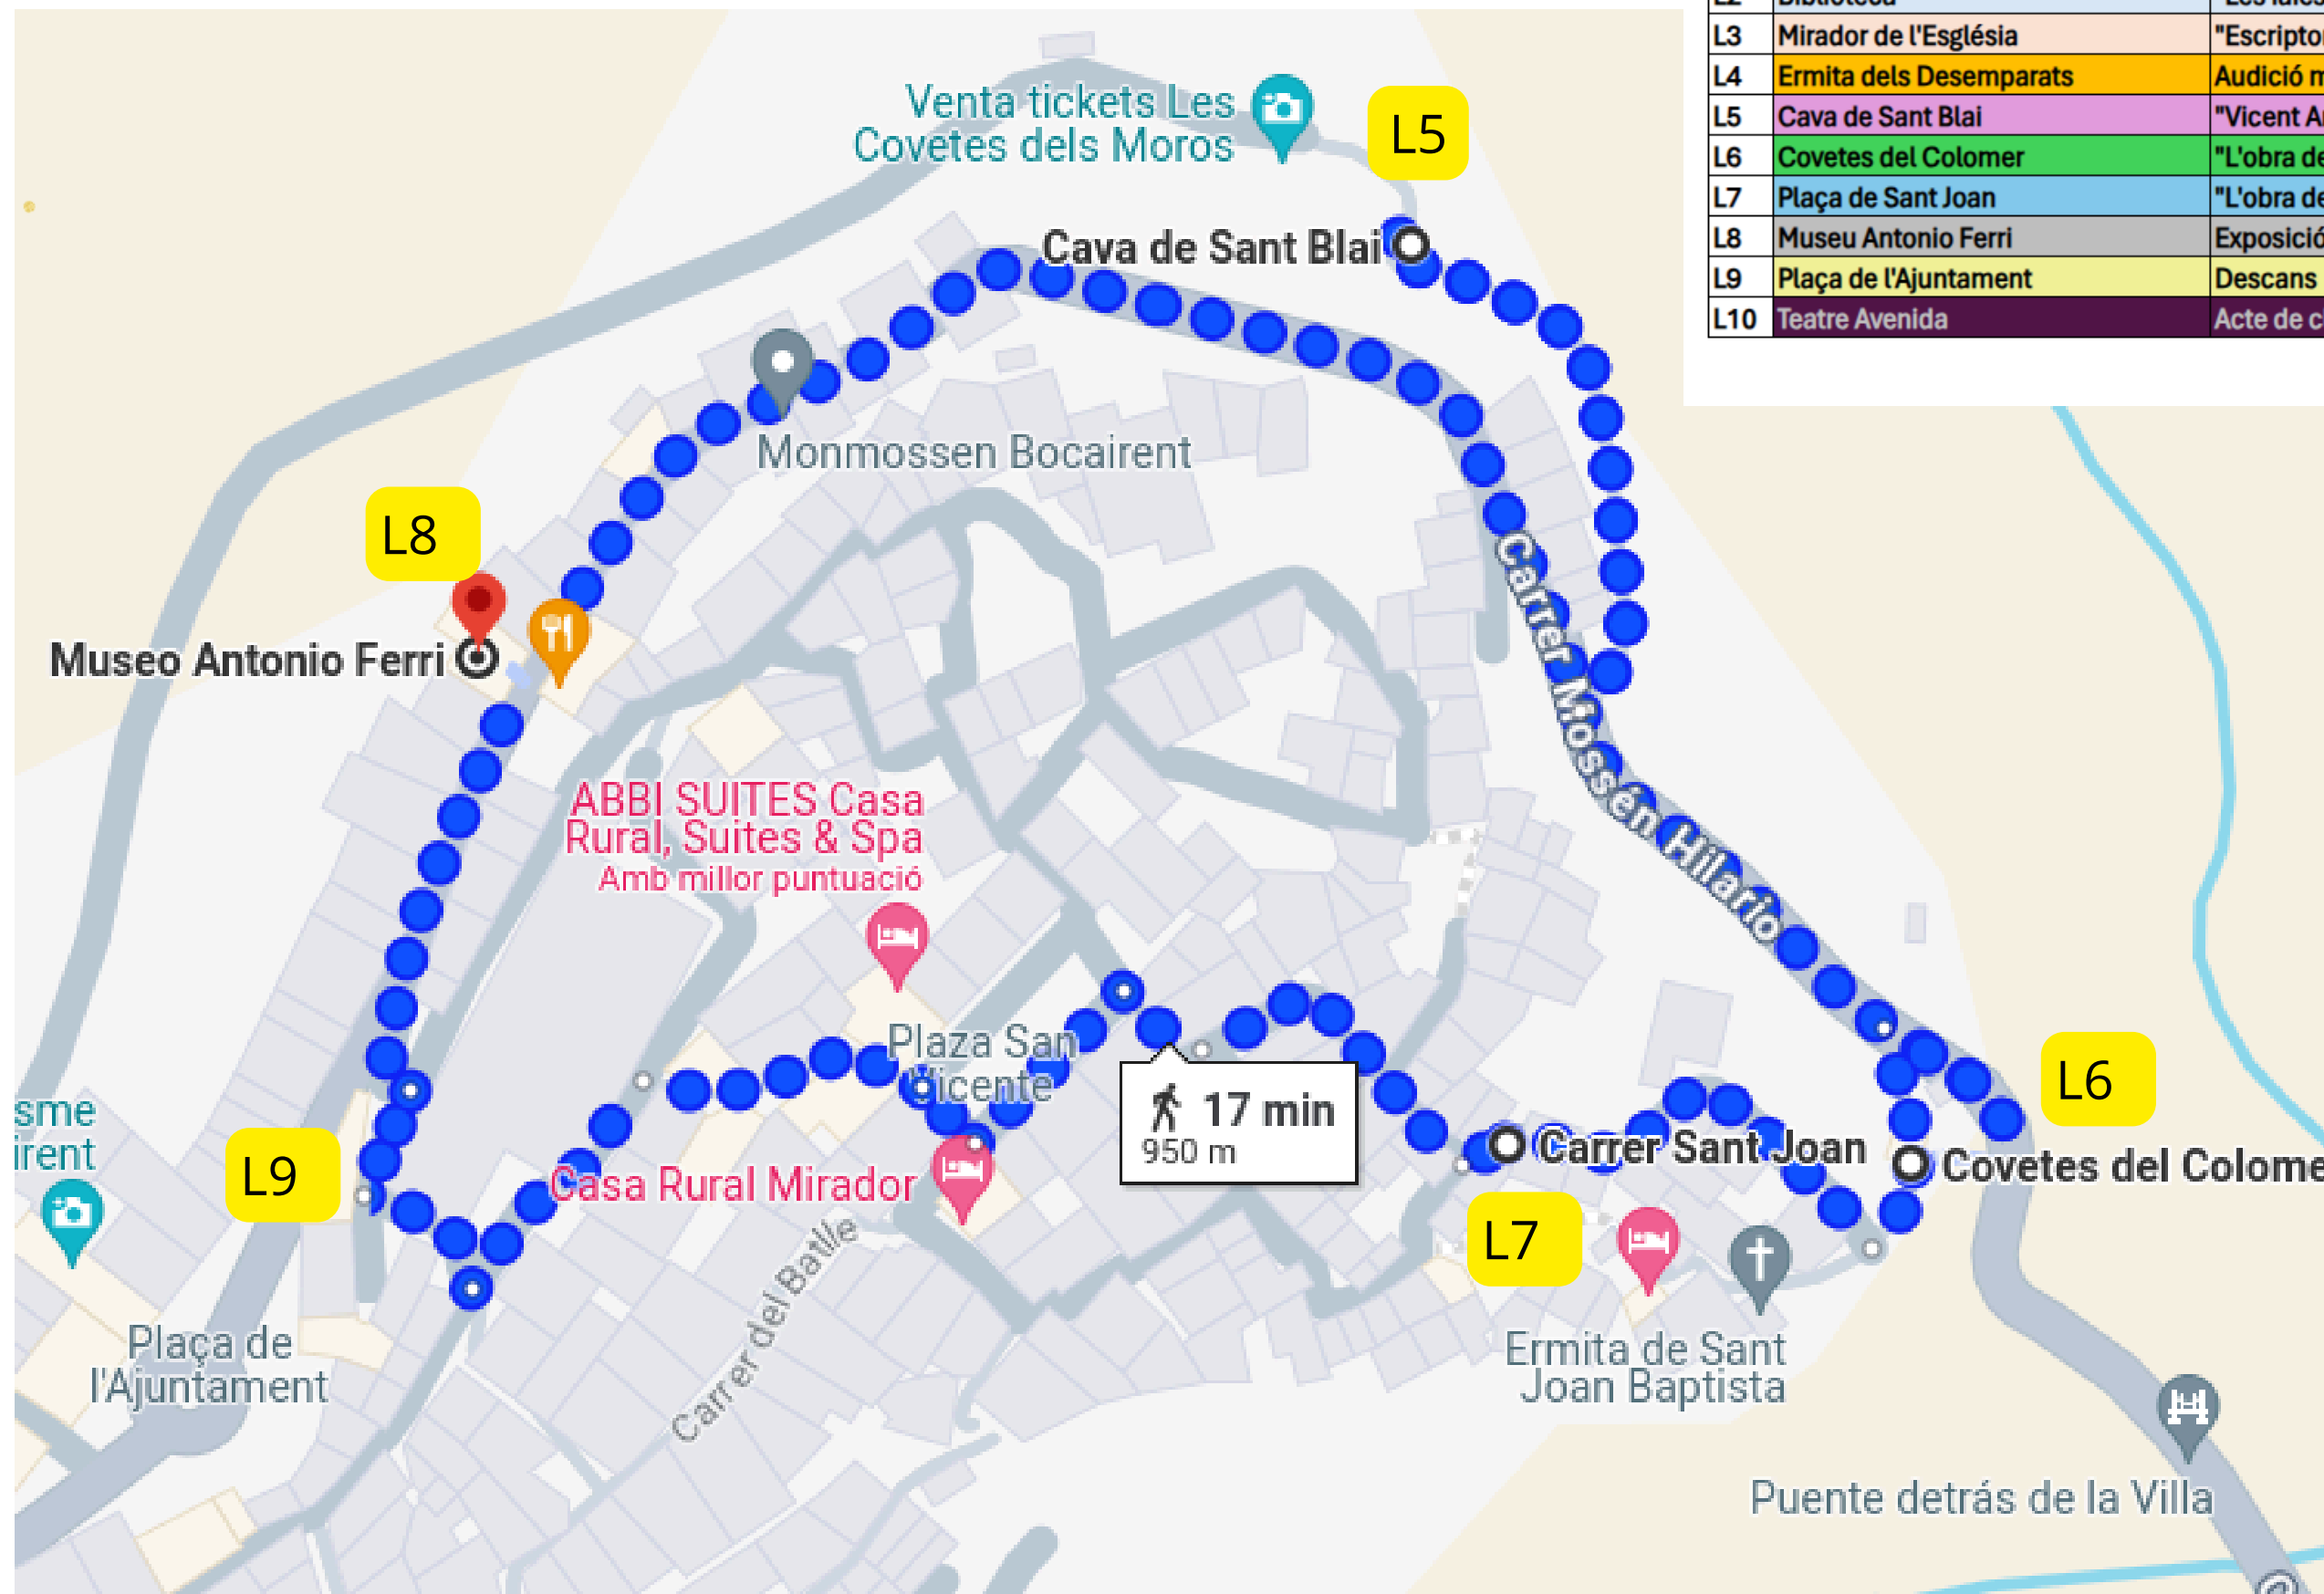 L2 Biblioteca
L3 Mirador de l'Església "Escriptor
L4 Ermita dels Desemparats Audició m
L5 Cava de Sant Blai "Vicent A
L6 Covetes del Colomer "L'obra de
L7 Plaça de Sant Joan "L'obra de
L8 Museu Antonio Ferri Exposició
L9 Plaça de l'Ajuntament Descans
L10 Teatre Avenida Acte de c
Venta tickets Les
Covetes dels Moros
L5
Cava de Sant Blai
Monmossen Bocairent
L8
Museo Antonio Ferri
Carrer Mossén Hilario
ABBI SUITES Casa
Rural, Suites & Spa
Amb millor puntuació
Plaza San
Vicente
17 min
950 m
L6
Carrer Sant Joan
Covetes del Colome
sme
irent
L9
Casa Rural Mirador
L7
Carrer del Batlle
Plaça de
l'Ajuntament
Ermita de Sant
Joan Baptista
Puente detrás de la Villa